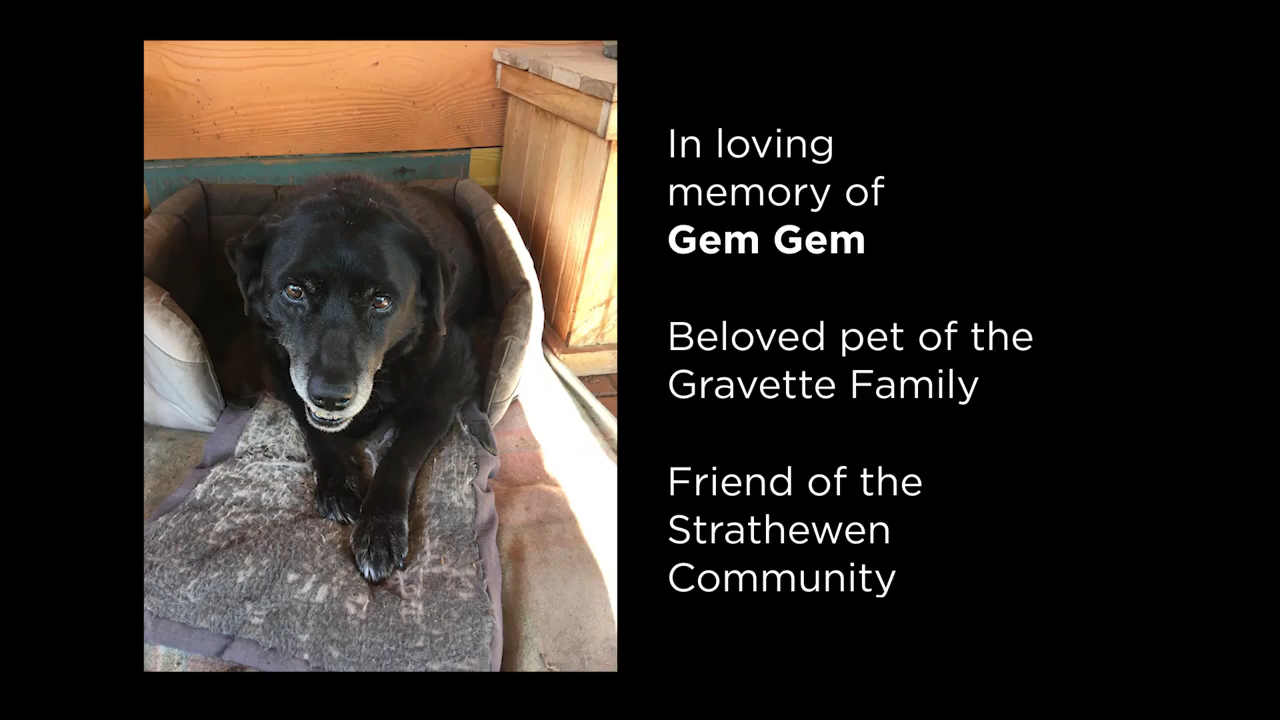 In loving
memory of
Gem Gem
Beloved pet of the
Gravette Family
Friend of the
Strathewen
Community